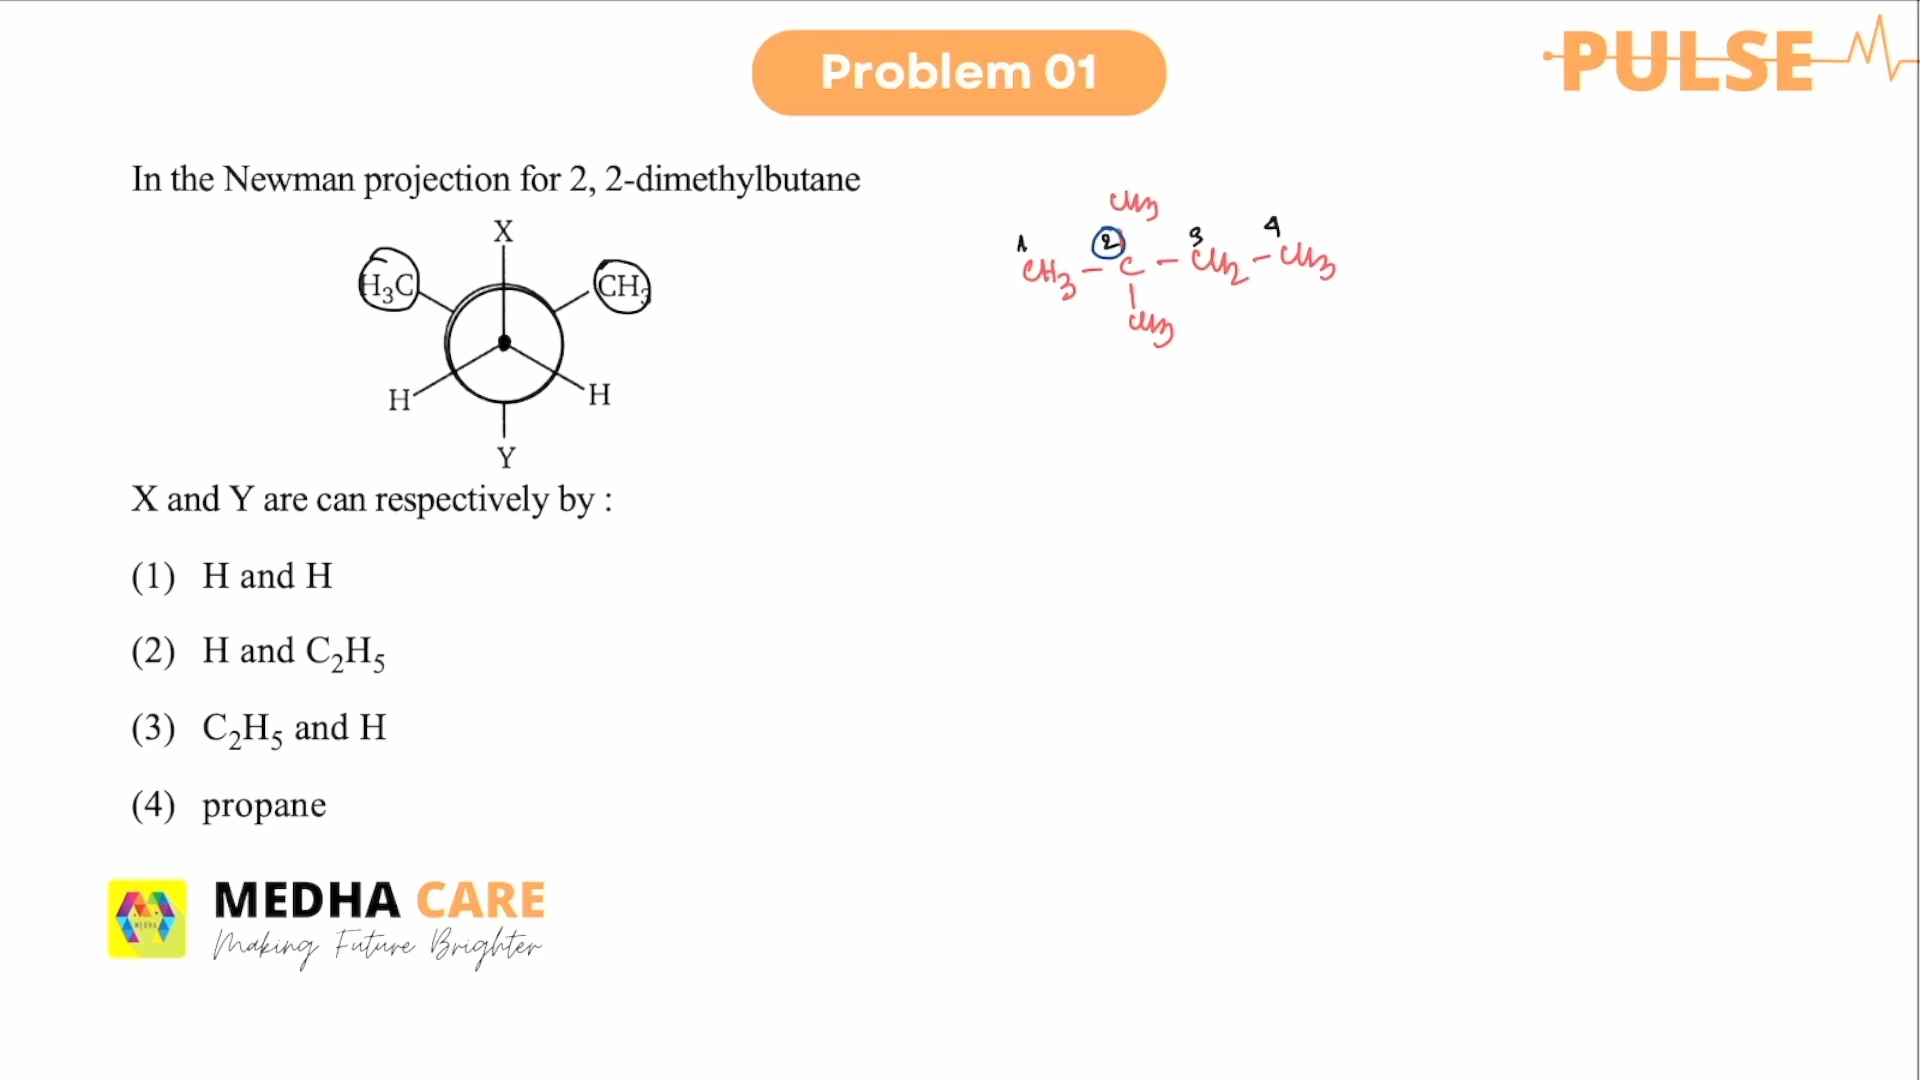 Problem 01
PULSE
In the Newman projection for 2, 2-dimethylbutane
X
H₃C
CH₃
H
H
Y
CH₃
1 2 3 4
CH₃ - C - CH₂ - CH₃
CH₃
X and Y are can respectively by :
(1) H and H
(2) H and C₂H₅
(3) C₂H₅ and H
(4) propane
MEDHA
MEDHA CARE
Making Future Brighter